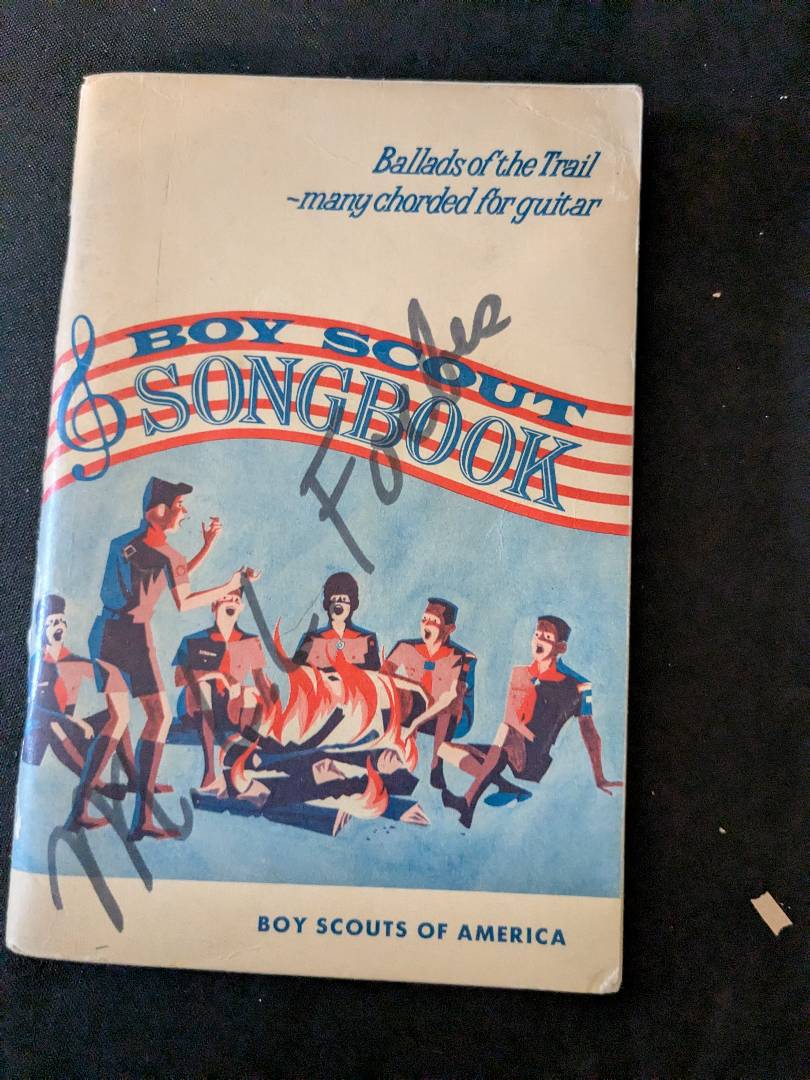 Ballads of the Trail
~many chorded for guitar
BOY SCOUT
SONGBOOK
BOY SCOUTS OF AMERICA